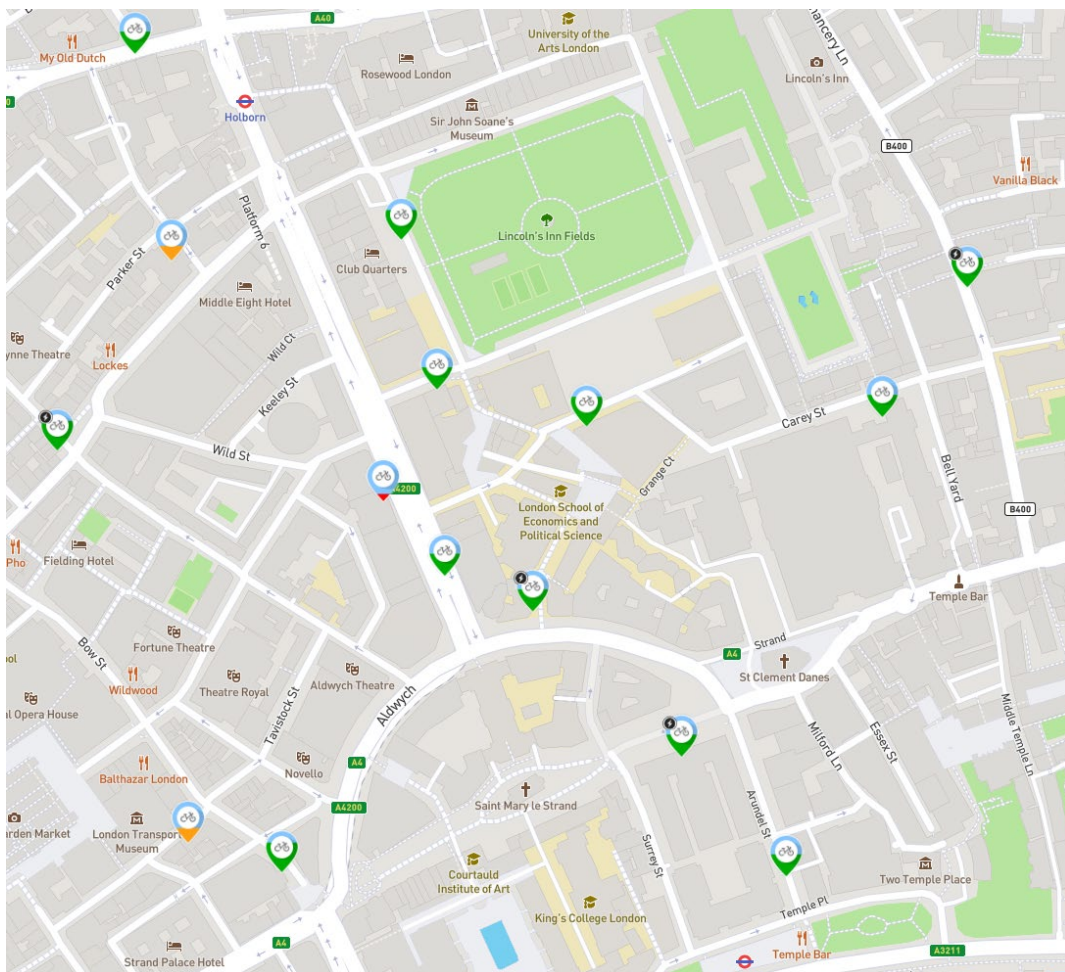 A40
My Old Dutch
University of the
Arts London
Rosewood London
Chancery Ln
Lincoln's Inn
Holborn
Sir John Soane's
Museum
B400
Vanilla Black
Platform 6
Lincoln's Inn Fields
Parker St
Club Quarters
Middle Eight Hotel
Wild Ct
Lockes
Keeley St
Carey St
Wild St
Grange Ct
Bell Yard
A4200
London School of
Economics and
Political Science
B400
Pho
Fielding Hotel
Temple Bar
Fortune Theatre
Strand
A4
St Clement Danes
Bow St
Wildwood
Theatre Royal
Aldwych Theatre
Tavistock St
Aldwych
Milford Ln
Essex St
Middle Temple Ln
Novello
A4
Balthazar London
A4200
Saint Mary le Strand
Arundel St
London Transport
Museum
Surrey St
Courtauld
Institute of Art
Two Temple Place
King's College London
Temple Pl
A4
Strand Palace Hotel
Temple Bar
A3211